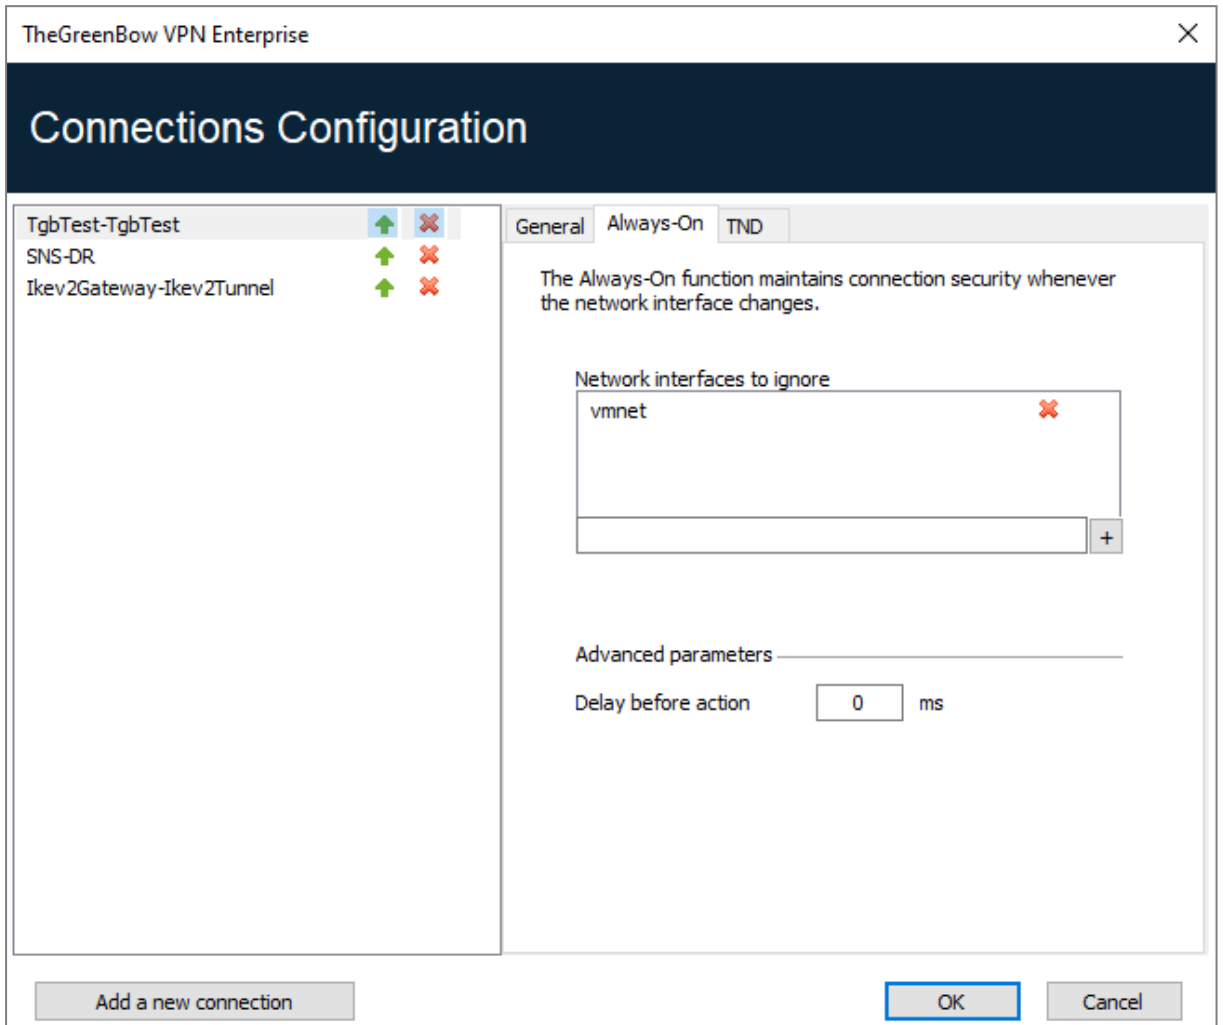 TheGreenBow VPN Enterprise
Connections Configuration
TgbTest-TgbTest
SNS-DR
Ikev2Gateway-Ikev2Tunnel
General Always-On TND
The Always-On function maintains connection security whenever
the network interface changes.
Network interfaces to ignore
vmnet
+
Advanced parameters
Delay before action 0 ms
Add a new connection OK Cancel